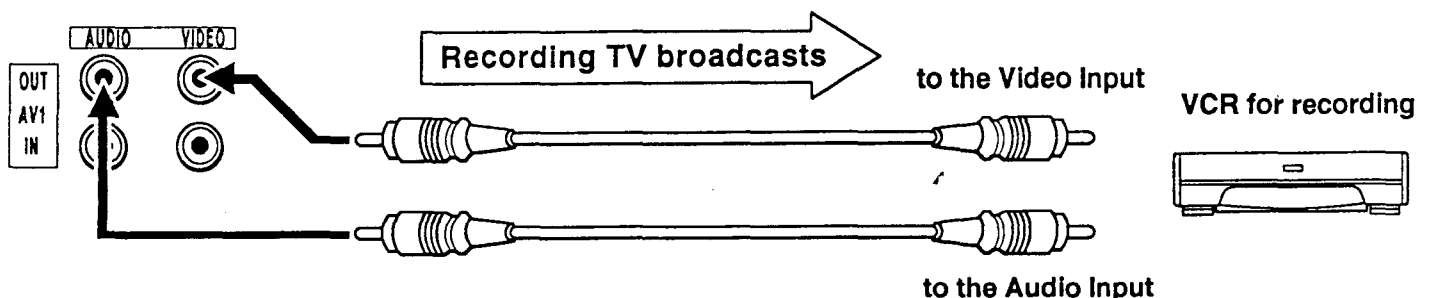 AUDIO VIDEO
OUT
AV1
IN
Recording TV broadcasts
to the Video Input
VCR for recording
to the Audio Input